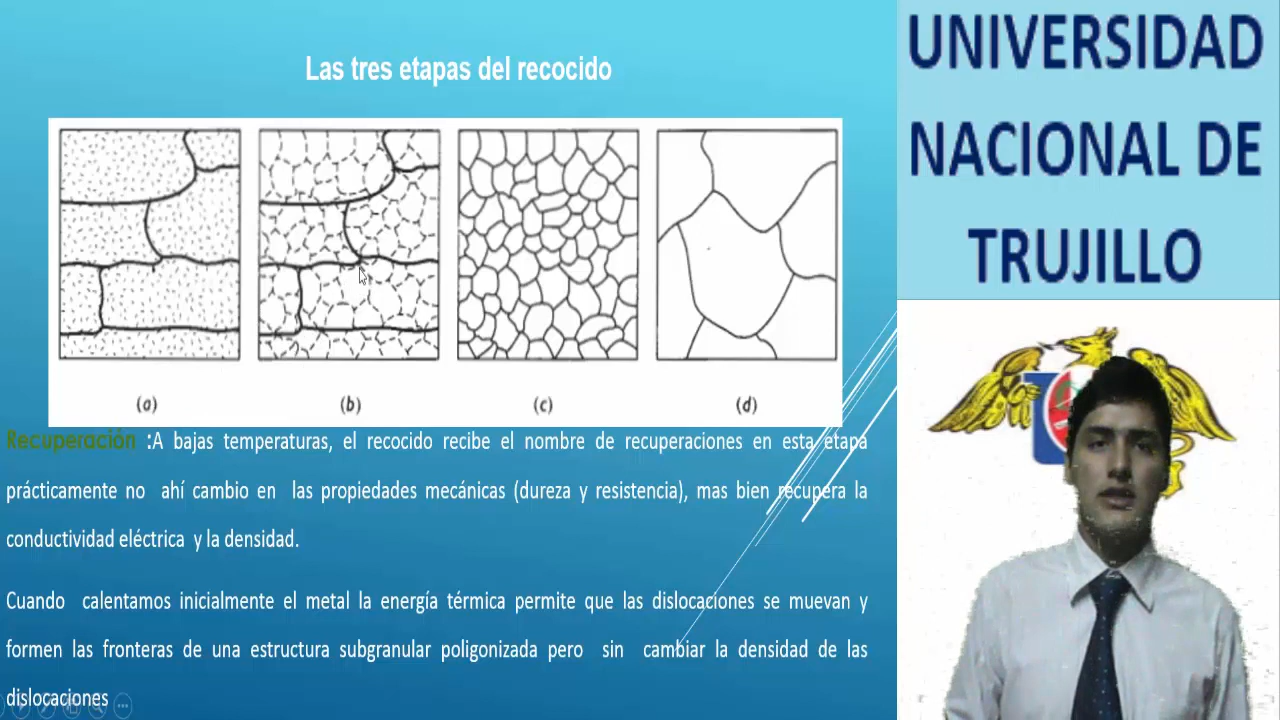 Las tres etapas del recocido
(a) (b) (c) (d)
Recuperación :A bajas temperaturas, el recocido recibe el nombre de recuperaciones en esta etapa
prácticamente no ahí cambio en las propiedades mecánicas (dureza y resistencia), mas bien recupera la
conductividad eléctrica y la densidad.
Cuando calentamos inicialmente el metal la energía térmica permite que las dislocaciones se muevan y
formen las fronteras de una estructura subgranular poligonizada pero sin cambiar la densidad de las
dislocaciones
UNIVERSIDAD
NACIONAL DE
TRUJILLO